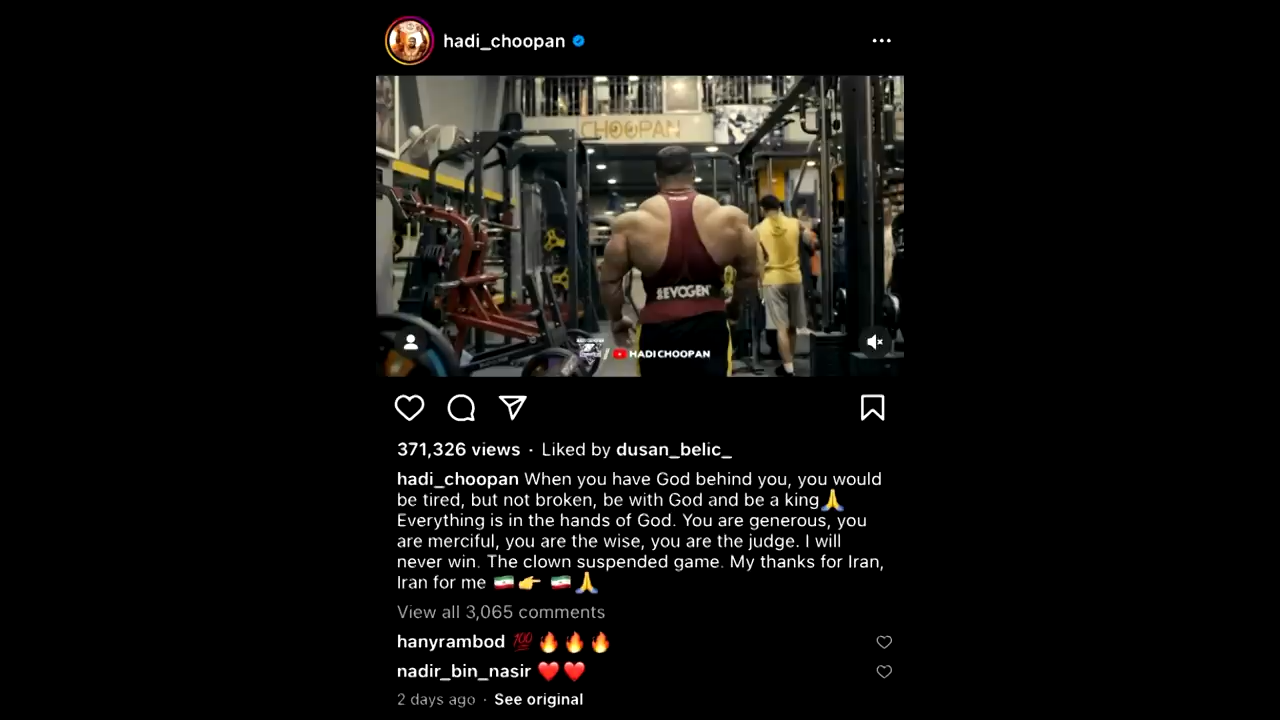 hadi_choopan
CHOOPAN
EVOGEN
/ HADI CHOOPAN
371,326 views · Liked by dusan_belic_
hadi_choopan When you have God behind you, you would
be tired, but not broken, be with God and be a king🙏
Everything is in the hands of God. You are generous, you
are merciful, you are the wise, you are the judge. I will
never win. The clown suspended game. My thanks for Iran,
Iran for me 🇮🇷👉 🇮🇷🙏
View all 3,065 comments
hanyrambod 💯🔥🔥🔥
nadir_bin_nasir ❤️❤️
2 days ago · See original